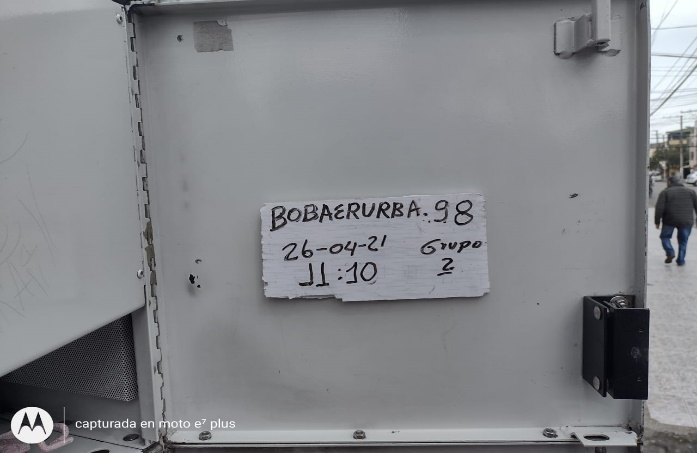 BOBAERURBA.98
26-04-21 Grupo
11:10 2
capturada en moto e⁷ plus